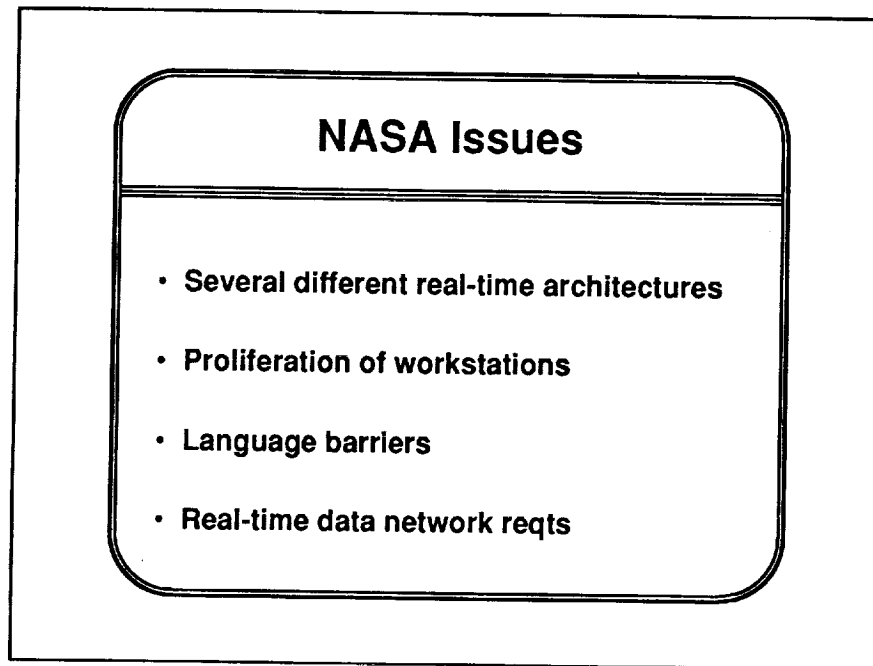 NASA Issues
• Several different real-time architectures
• Proliferation of workstations
• Language barriers
• Real-time data network reqts